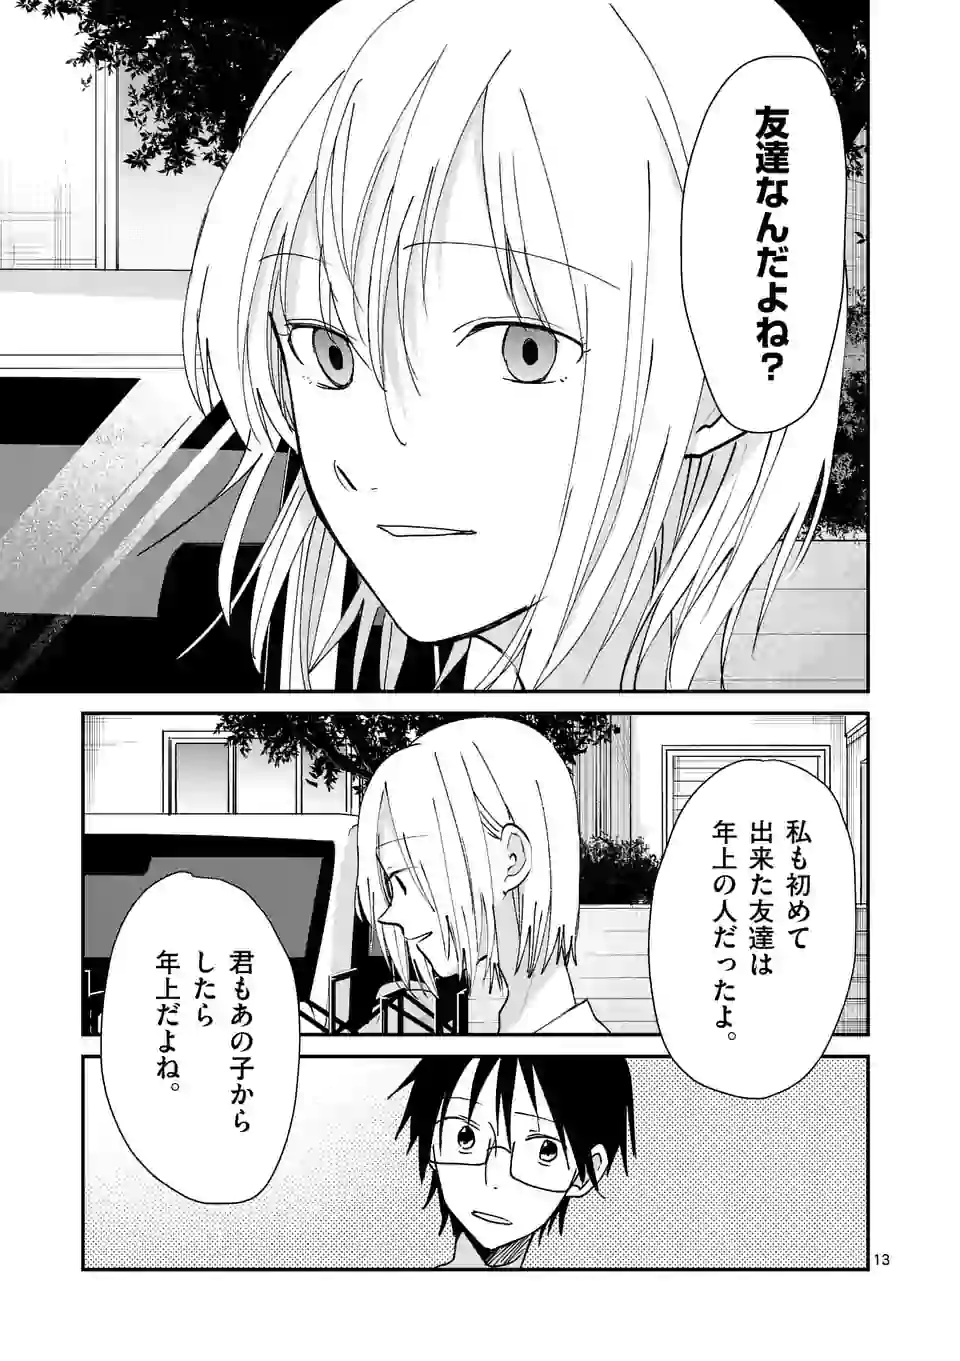 友達なんだよね？
私も初めて
出来た友達は
年上の人だったよ。
君もあの子から
したら
年上だよね。
13